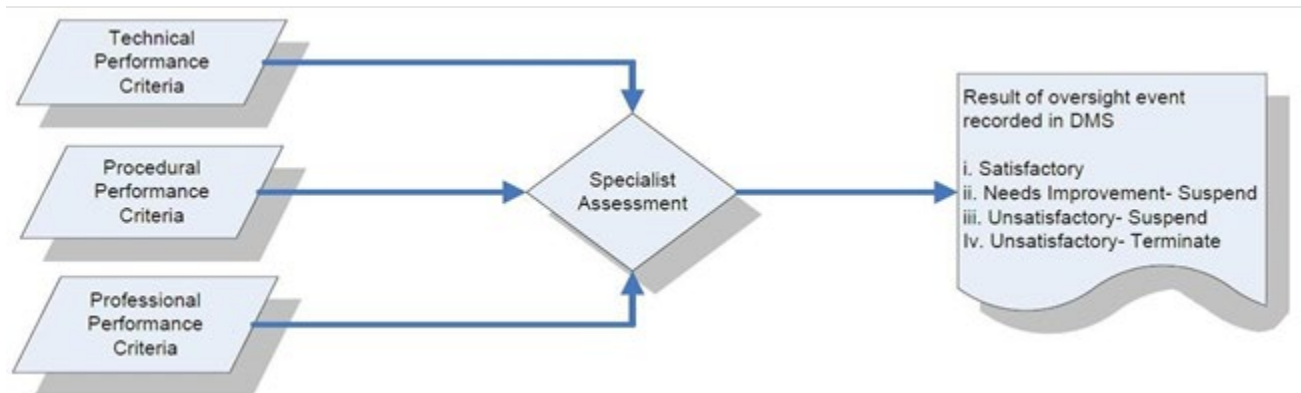 Technical
Performance
Criteria
Procedural
Performance
Criteria
Professional
Performance
Criteria
Specialist
Assessment
Result of oversight event
recorded in DMS
i. Satisfactory
ii. Needs Improvement- Suspend
iii. Unsatisfactory- Suspend
Iv. Unsatisfactory- Terminate